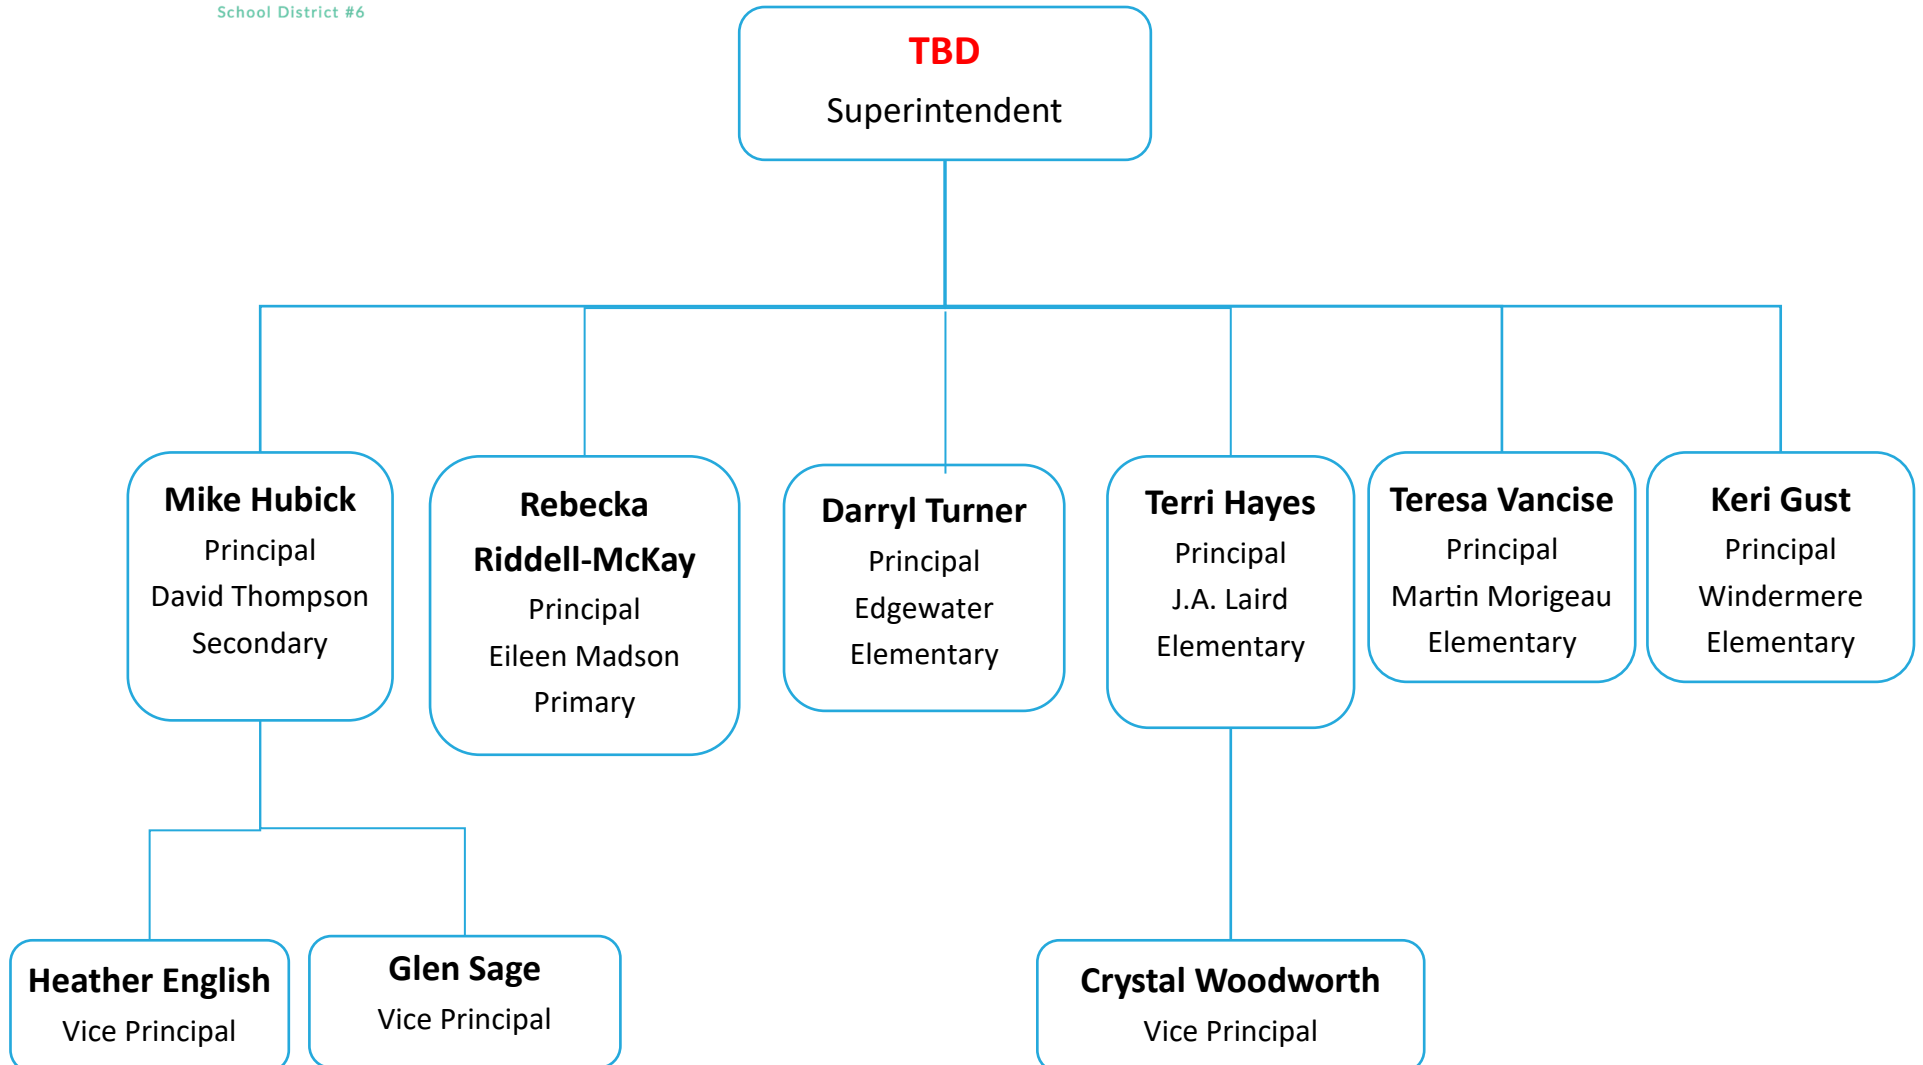 School District #6
TBD
Superintendent
Mike Hubick
Principal
David Thompson
Secondary
Rebecka
Riddell-McKay
Principal
Eileen Madson
Primary
Darryl Turner
Principal
Edgewater
Elementary
Terri Hayes
Principal
J.A. Laird
Elementary
Teresa Vancise
Principal
Martin Morigeau
Elementary
Keri Gust
Principal
Windermere
Elementary
Heather English
Vice Principal
Glen Sage
Vice Principal
Crystal Woodworth
Vice Principal